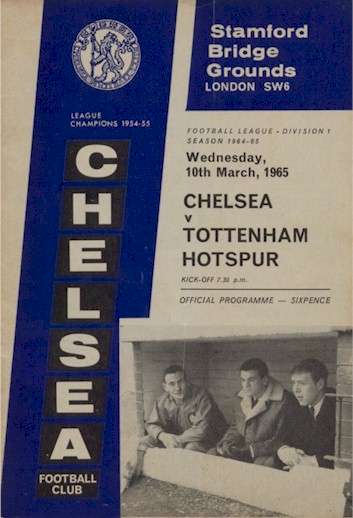 Stamford
Bridge
Grounds
LONDON SW6
LEAGUE
CHAMPIONS 1954-55
FOOTBALL LEAGUE - DIVISION 1
SEASON 1964-65
Wednesday,
10th March, 1965
CHELSEA
v
TOTTENHAM
HOTSPUR
KICK-OFF 7.30 p.m.
OFFICIAL PROGRAMME — SIXPENCE
CHELSEA
FOOTBALL
CLUB